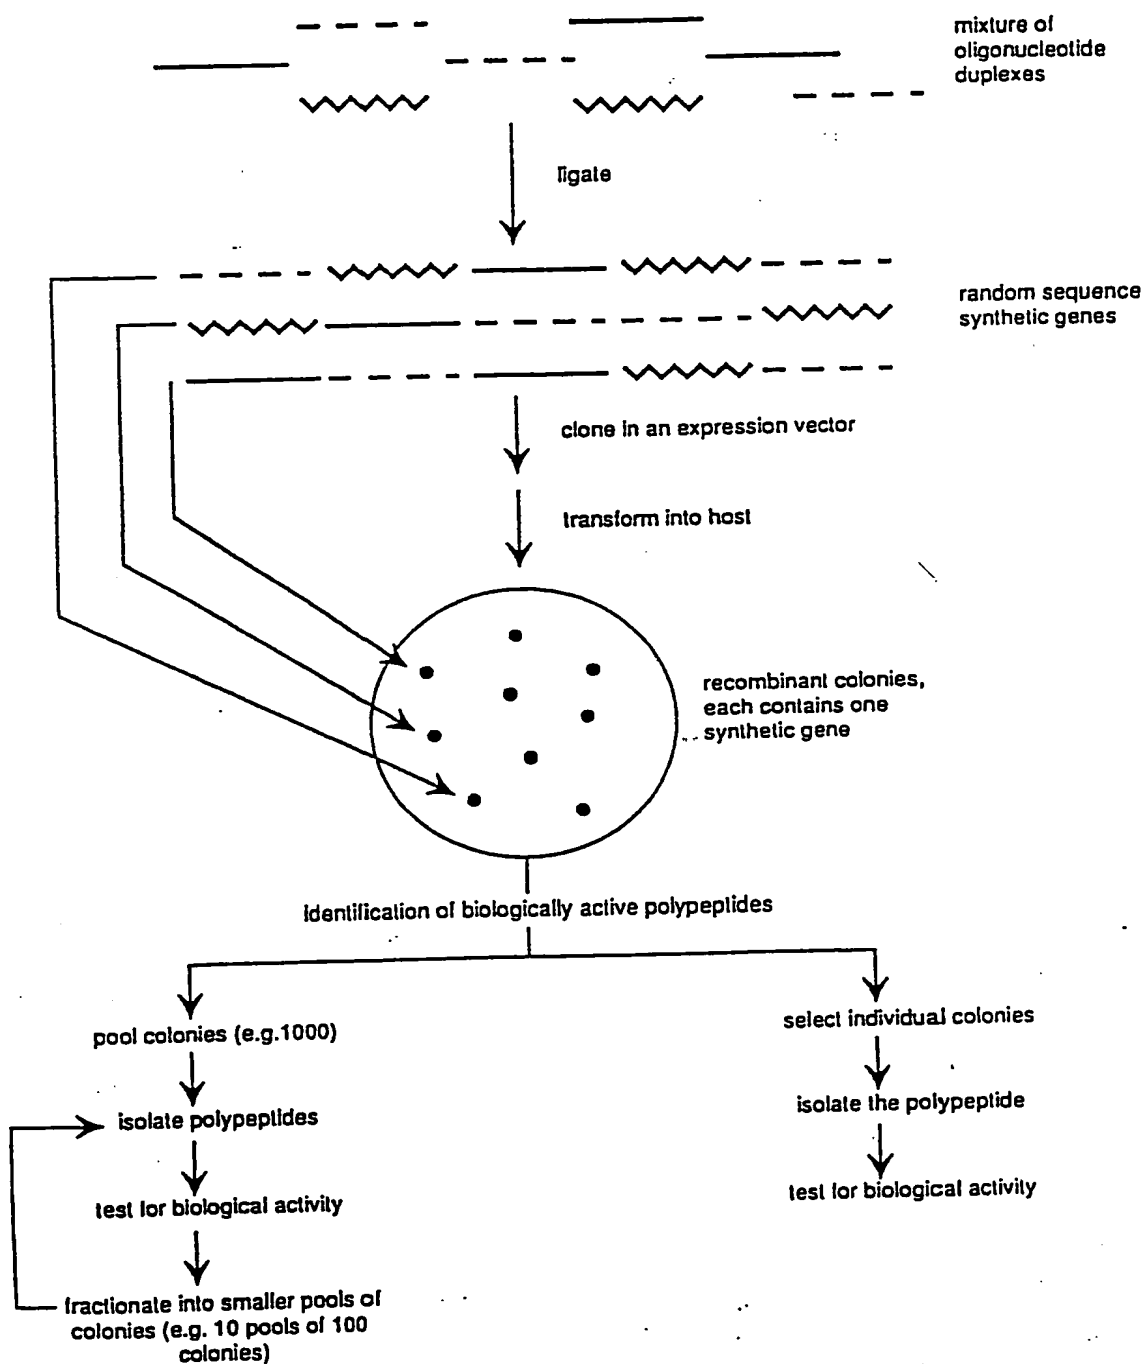 mixture of
oligonucleotide
duplexes
ligate
random sequence
synthetic genes
clone in an expression vector
transform into host
recombinant colonies,
each contains one
synthetic gene
identification of biologically active polypeptides
pool colonies (e.g.1000)
isolate polypeptides
test for biological activity
fractionate into smaller pools of
colonies (e.g. 10 pools of 100
colonies)
select individual colonies
isolate the polypeptide
test for biological activity